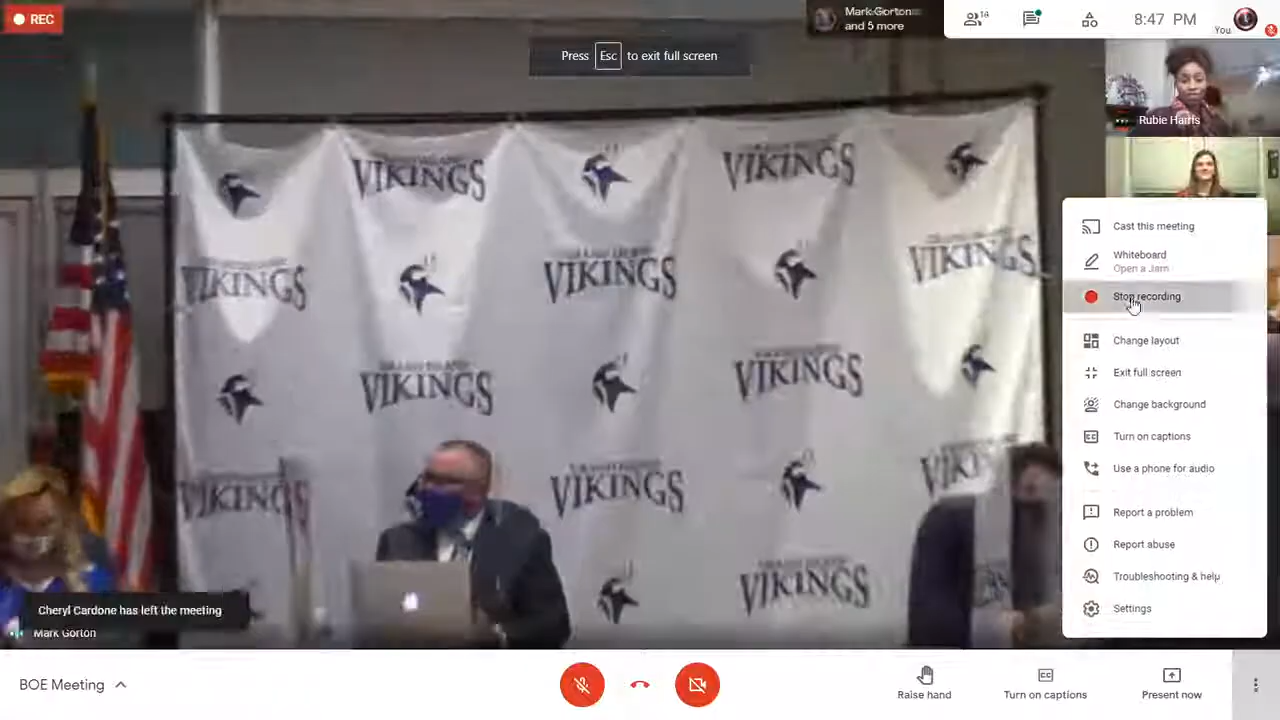 REC
Mark Gorton
and 5 more
16
8:47 PM
You
Press Esc to exit full screen
Rubie Harris
VIKINGS
VIKINGS
VIKINGS
VIKINGS
VIKINGS
VIKINGS
VIKINGS
VIKINGS
VIKINGS
VIKINGS
Cast this meeting
Whiteboard
Open a Jam
Stop recording
Change layout
Exit full screen
Change background
Turn on captions
Use a phone for audio
Report a problem
Report abuse
Troubleshooting & help
Settings
Cheryl Cardone has left the meeting
Mark Gorton
BOE Meeting
Raise hand
Turn on captions
Present now